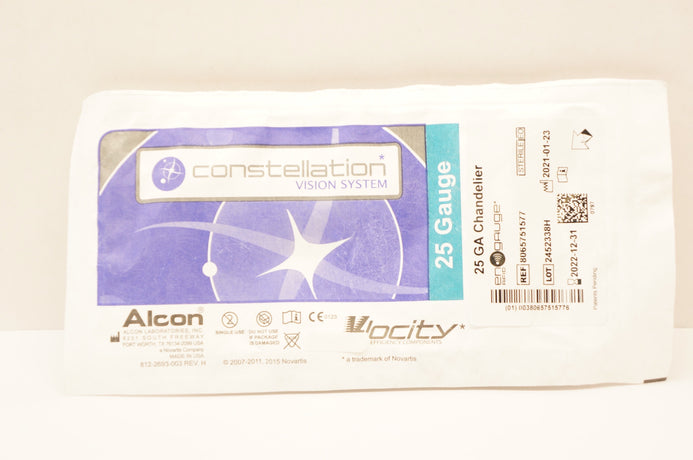 constellation*
VISION SYSTEM
25 Gauge
Alcon®
ALCON LABORATORIES, INC.
6201 SOUTH FREEWAY
FORT WORTH, TX 76134-2099 USA
a Novartis Company
MADE IN USA
812-2693-003 REV. H
SINGLE USE
DO NOT USE
IF PACKAGE
IS DAMAGED
CE 0123
© 2007-2011, 2015 Novartis
Vlocity*
EFFICIENCY COMPONENTS
* a trademark of Novartis
25 GA Chandelier
engauge*
RFID
REF 8065751577
LOT 2452338H
2022-12-31
STERILE EO
2021-01-23
0797
(01) 00380657515776
Patents Pending